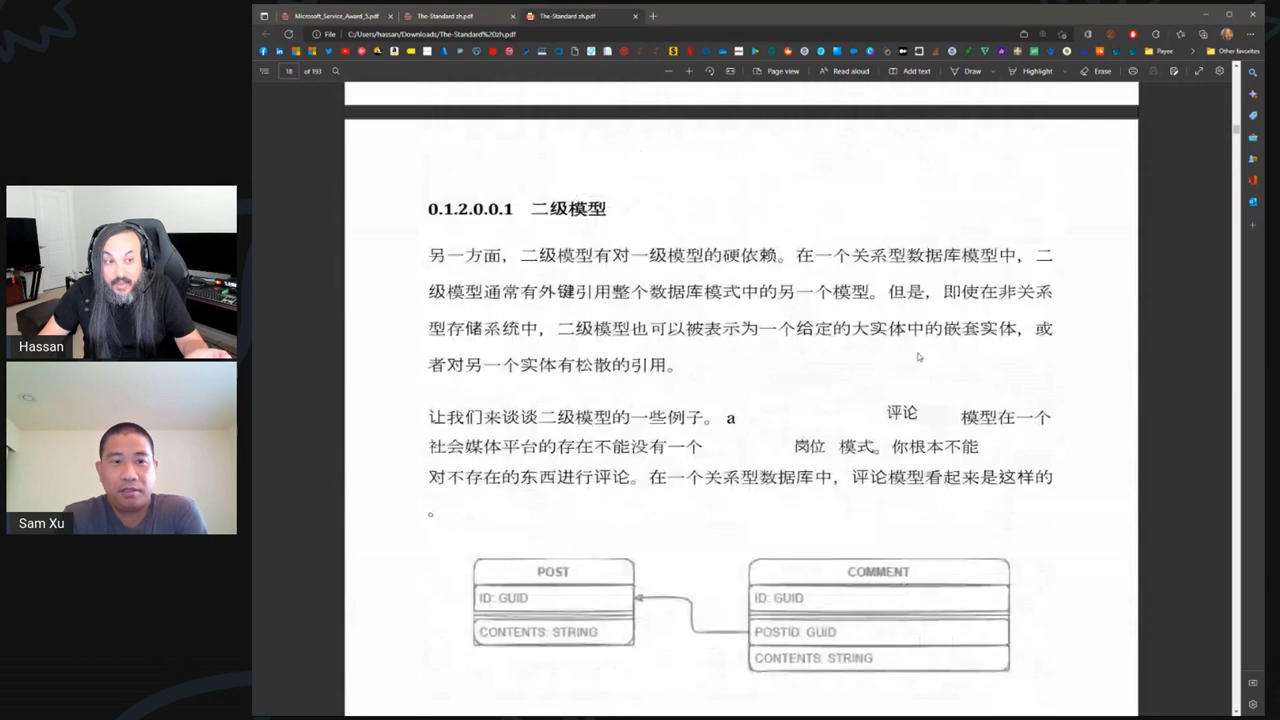 Microsoft_Service_Award_5.pdf
The-Standard zh.pdf
The-Standard zh.pdf
File
C:/Users/hassan/Downloads/The-Standard%20zh.pdf
Payee
Other favorites
18 of 193
Page view
Read aloud
Add text
Draw
Highlight
Erase
0.1.2.0.0.1 二级模型
另一方面，二级模型有对一级模型的硬依赖。在一个关系型数据库模型中，二
级模型通常有外键引用整个数据库模式中的另一个模型。但是，即使在非关系
型存储系统中，二级模型也可以被表示为一个给定的大实体中的嵌套实体，或
者对另一个实体有松散的引用。
让我们来谈谈二级模型的一些例子。 a 评论 模型在一个
社会媒体平台的存在不能没有一个 岗位 模式。你根本不能
对不存在的东西进行评论。在一个关系型数据库中，评论模型看起来是这样的
。
POST
ID: GUID
CONTENTS: STRING
COMMENT
ID: GUID
POSTID: GUID
CONTENTS: STRING
Hassan
Sam Xu